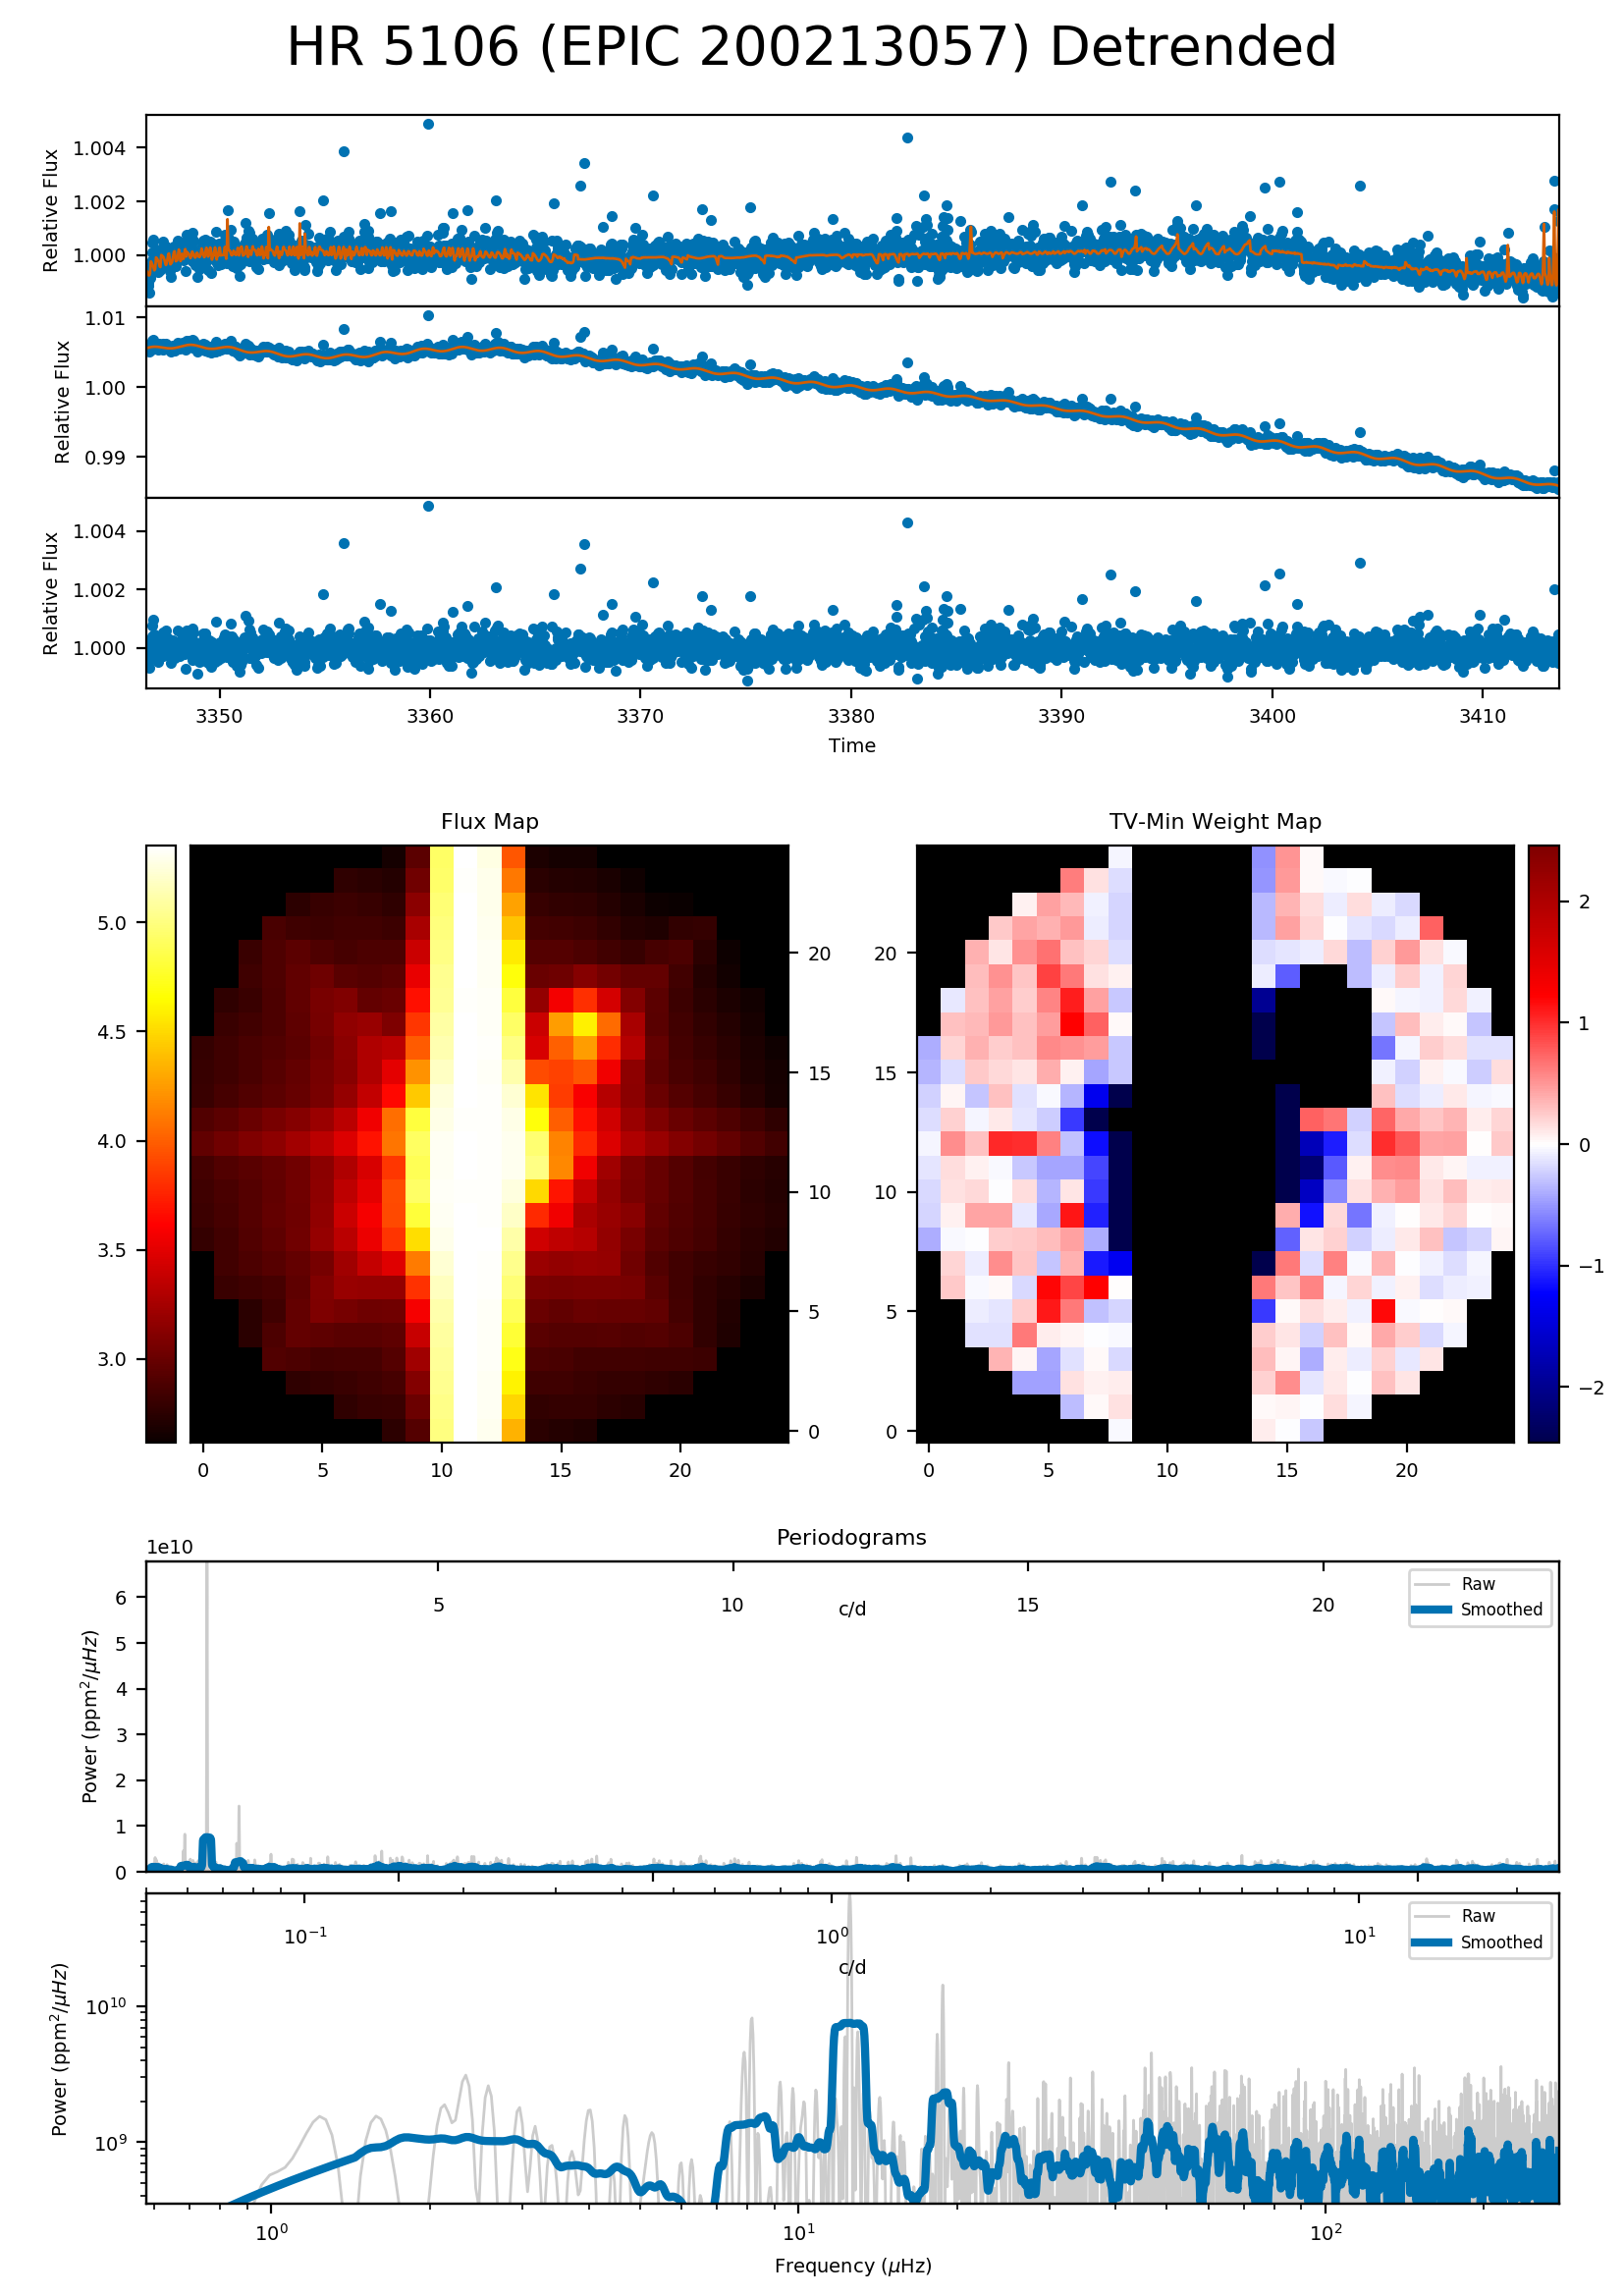 HR 5106 (EPIC 200213057) Detrended
Relative Flux
1.004
1.002
1.000
Relative Flux
1.01
1.00
0.99
Relative Flux
1.004
1.002
1.000
3350 3360 3370 3380 3390 3400 3410
Time
Flux Map
5.0
4.5
4.0
3.5
3.0
20
15
10
5
0
0 5 10 15 20
TV-Min Weight Map
20
15
10
5
0
0 5 10 15 20
2
1
0
−1
−2
Periodograms
1e10
Power (ppm²/μHz)
6
5
4
3
2
1
0
5 10 15 20
c/d
Raw
Smoothed
Power (ppm²/μHz)
10¹⁰
10⁹
10⁻¹ 10⁰ 10¹
c/d
Raw
Smoothed
10⁰ 10¹ 10²
Frequency (μHz)